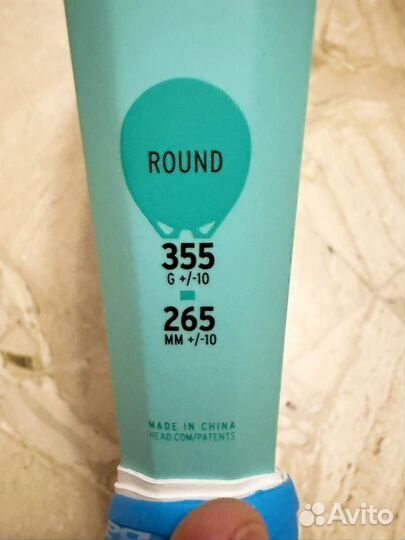 ROUND
355
G +/-10
265
MM +/-10
MADE IN CHINA
HEAD.COM/PATENTS
Avito